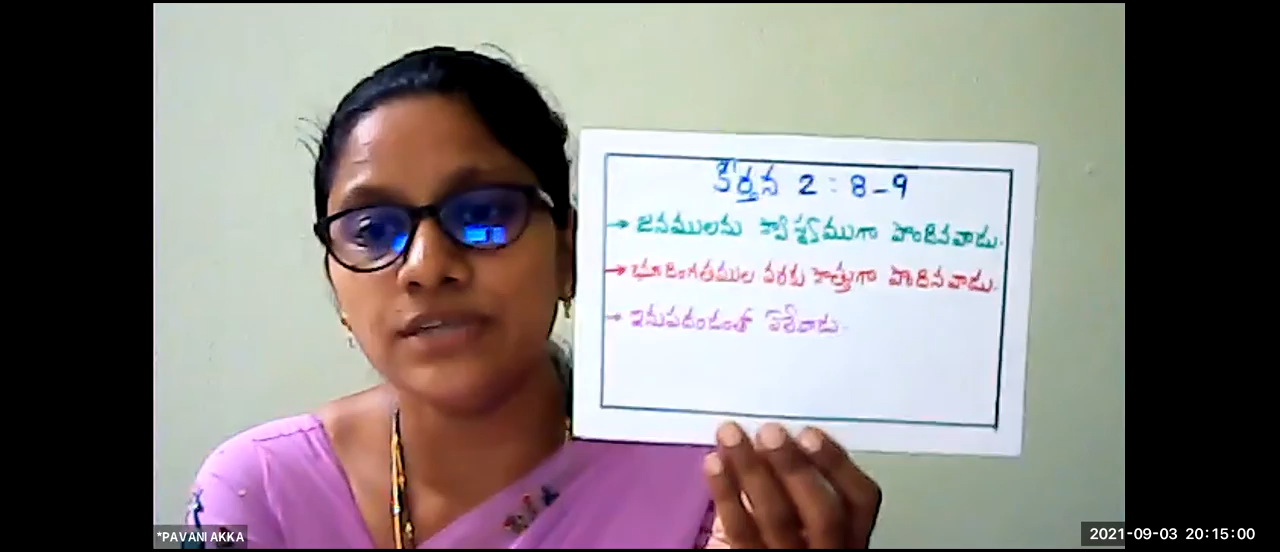 కీర్తన 2 : 8-9
→ జనములను స్వాస్థ్యముగా పొందినవాడు.
→ భూదిగంతముల వరకు సొత్తుగా పొందినవాడు.
→ ఇనుపదండంతో ఏలేవాడు.
*PAVANI AKKA
2021-09-03 20:15:00